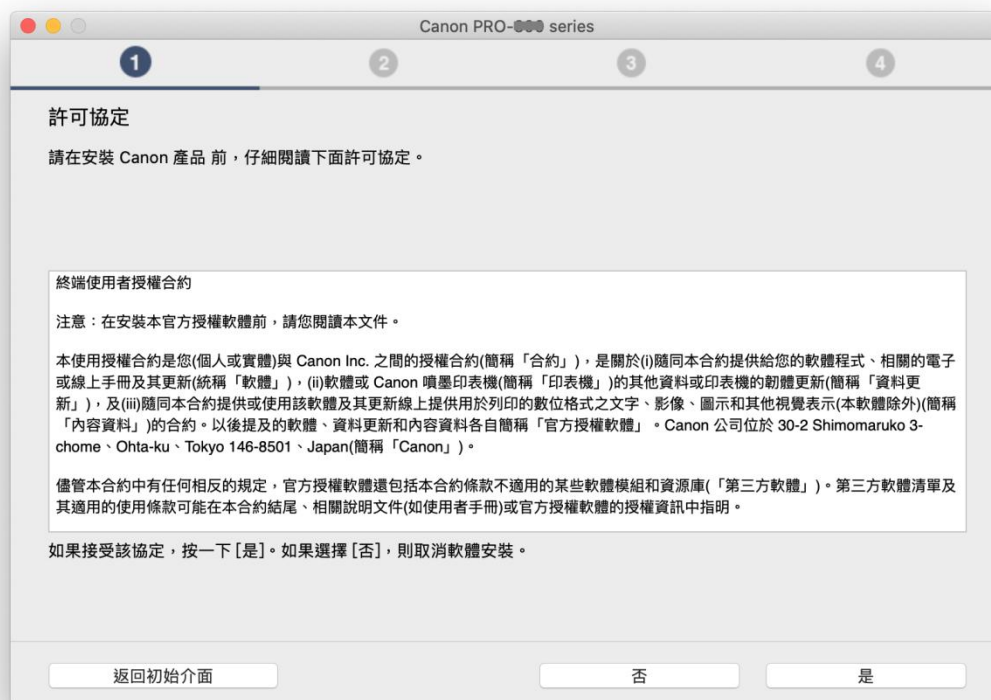 Canon PRO- series
1
2
3
4
許可協定
請在安裝 Canon 產品 前，仔細閱讀下面許可協定。
終端使用者授權合約
注意：在安裝本官方授權軟體前，請您閱讀本文件。
本使用授權合約是您(個人或實體)與 Canon Inc. 之間的授權合約(簡稱「合約」)，是關於(i)隨同本合約提供給您的軟體程式、相關的電子
或線上手冊及其更新(統稱「軟體」)，(ii)軟體或 Canon 噴墨印表機(簡稱「印表機」)的其他資料或印表機的韌體更新(簡稱「資料更
新」)，及(iii)隨同本合約提供或使用該軟體及其更新線上提供用於列印的數位格式之文字、影像、圖示和其他視覺表示(本軟體除外)(簡稱
「內容資料」)的合約。以後提及的軟體、資料更新和內容資料各自簡稱「官方授權軟體」。Canon 公司位於 30-2 Shimomaruko 3-
chome、Ohta-ku、Tokyo 146-8501、Japan(簡稱「Canon」)。
儘管本合約中有任何相反的規定，官方授權軟體還包括本合約條款不適用的某些軟體模組和資源庫(「第三方軟體」)。第三方軟體清單及
其適用的使用條款可能在本合約結尾、相關說明文件(如使用者手冊)或官方授權軟體的授權資訊中指明。
如果接受該協定，按一下 [是]。如果選擇 [否]，則取消軟體安裝。
返回初始介面
否
是